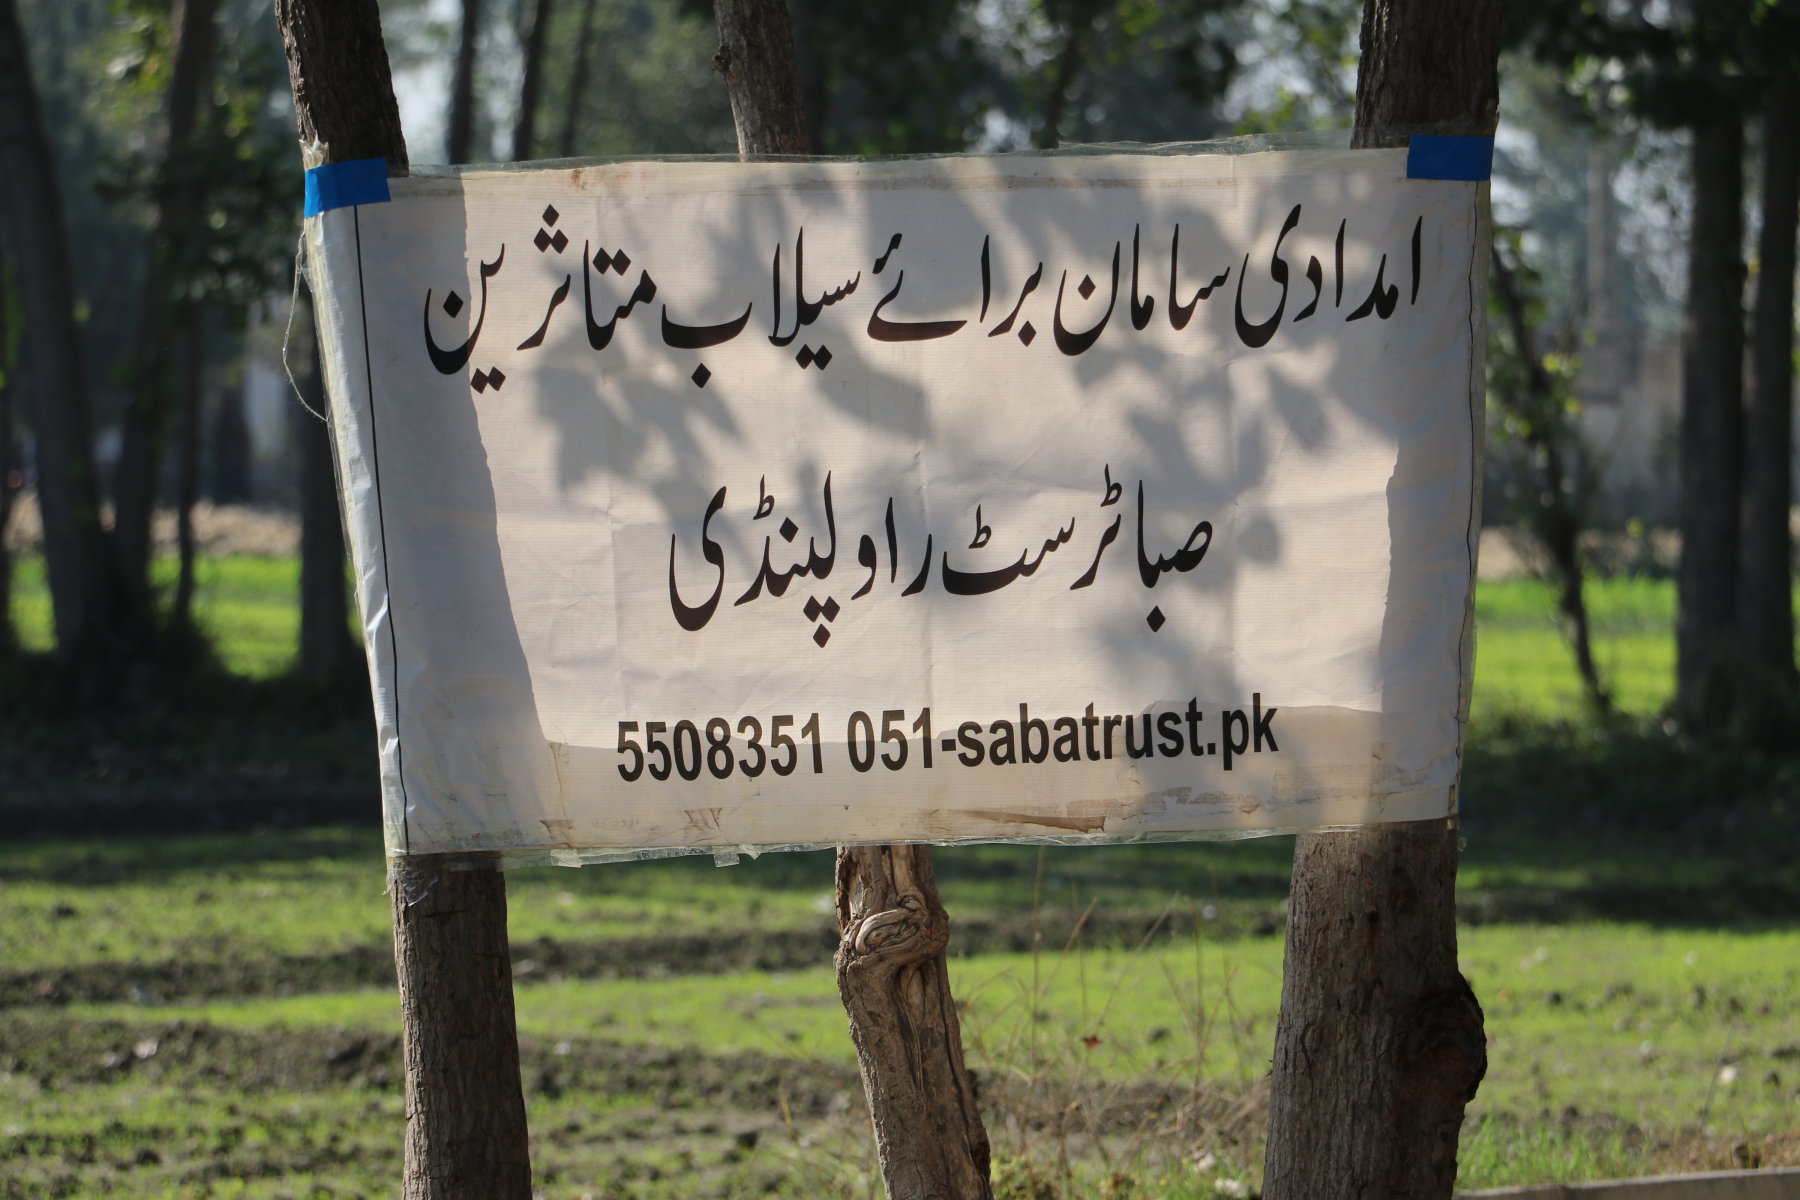 امدادی سامان برائے سیلاب متاثرین
صبا ٹرسٹ راولپنڈی
5508351 051-sabatrust.pk